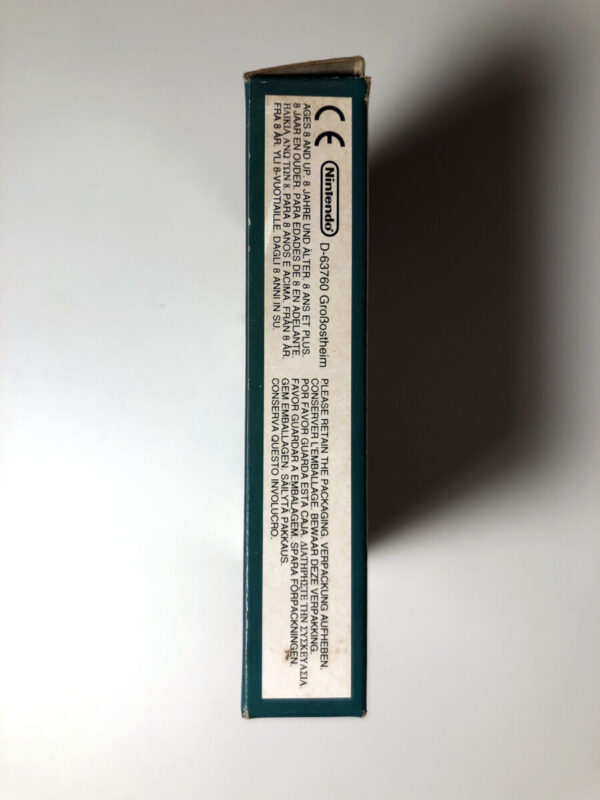 CE Nintendo D-63760 Großostheim
AGES 8 AND UP. 8 JAHRE UND ÄLTER. 8 ANS ET PLUS.
8 JAAR EN OUDER. PARA EDADES DE 8 EN ADELANTE.
ΗΛΙΚΙΑ ΑΝΩ ΤΩΝ 8. PARA 8 ANOS E ACIMA. FRÅN 8 ÅR.
FRA 8 ÅR. YLI 8-VUOTIAILLE. DAGLI 8 ANNI IN SU.
PLEASE RETAIN THE PACKAGING. VERPACKUNG AUFHEBEN.
CONSERVER L'EMBALLAGE. BEWAAR DEZE VERPAKKING.
POR FAVOR GUARDA ESTA CAJA. ΔΙΑΤΗΡΗΣΤΕ ΤΗΝ ΣΥΣΚΕΥΑΣΙΑ.
FAVOR GUARDAR A EMBALAGEM. SPARA FÖRPACKNINGEN.
GEM EMBALLAGEN. SÄILYTÄ PAKKAUS.
CONSERVA QUESTO INVOLUCRO.